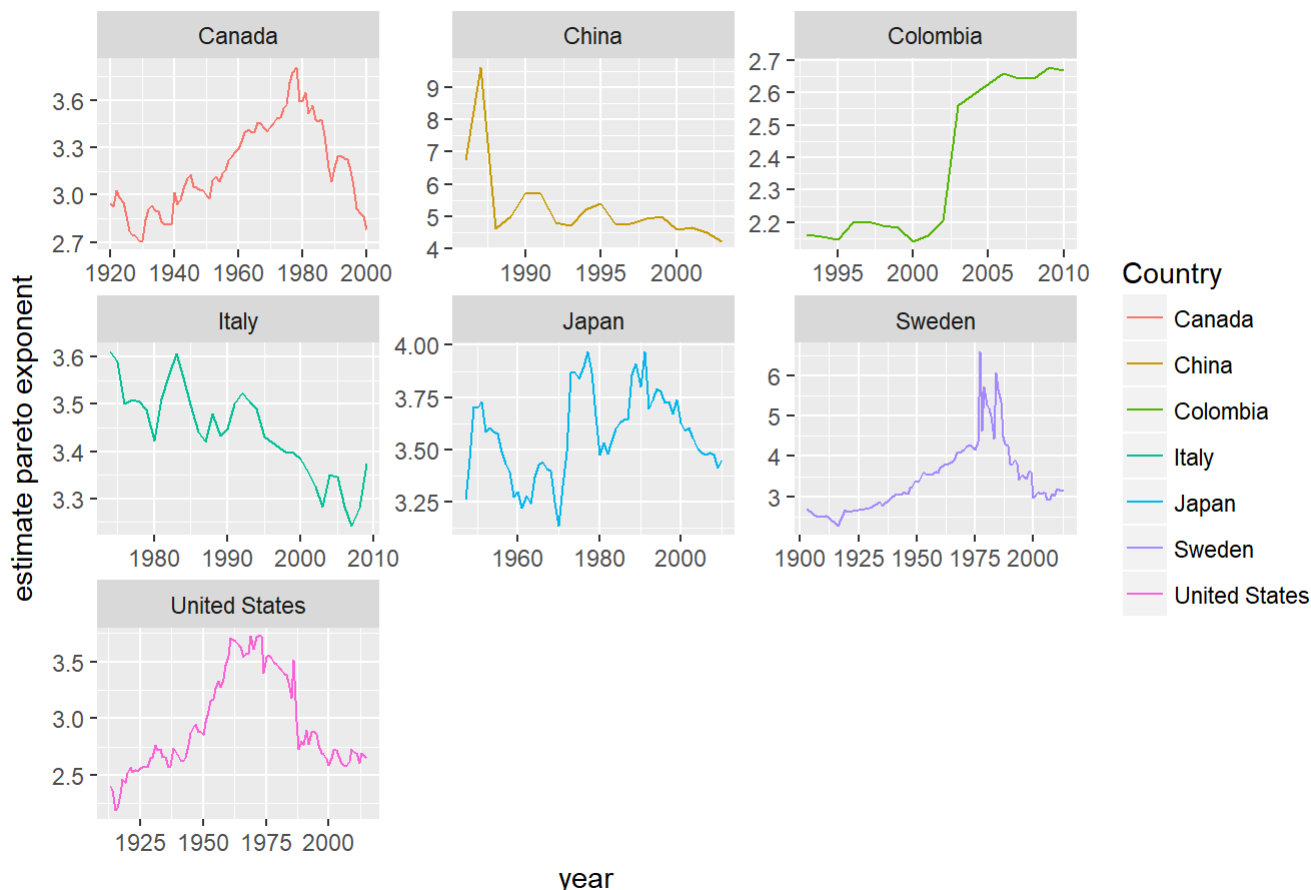 Canada
China
Colombia
3.6
3.3
3.0
2.7
1920 1940 1960 1980 2000
9
8
7
6
5
4
1990 1995 2000
2.7
2.6
2.5
2.4
2.3
2.2
1995 2000 2005 2010
Italy
Japan
Sweden
3.6
3.5
3.4
3.3
1980 1990 2000 2010
4.00
3.75
3.50
3.25
1960 1980 2000
6
5
4
3
1900 1925 1950 1975 2000
United States
3.5
3.0
2.5
1925 1950 1975 2000
estimate pareto exponent
year
Country
Canada
China
Colombia
Italy
Japan
Sweden
United States